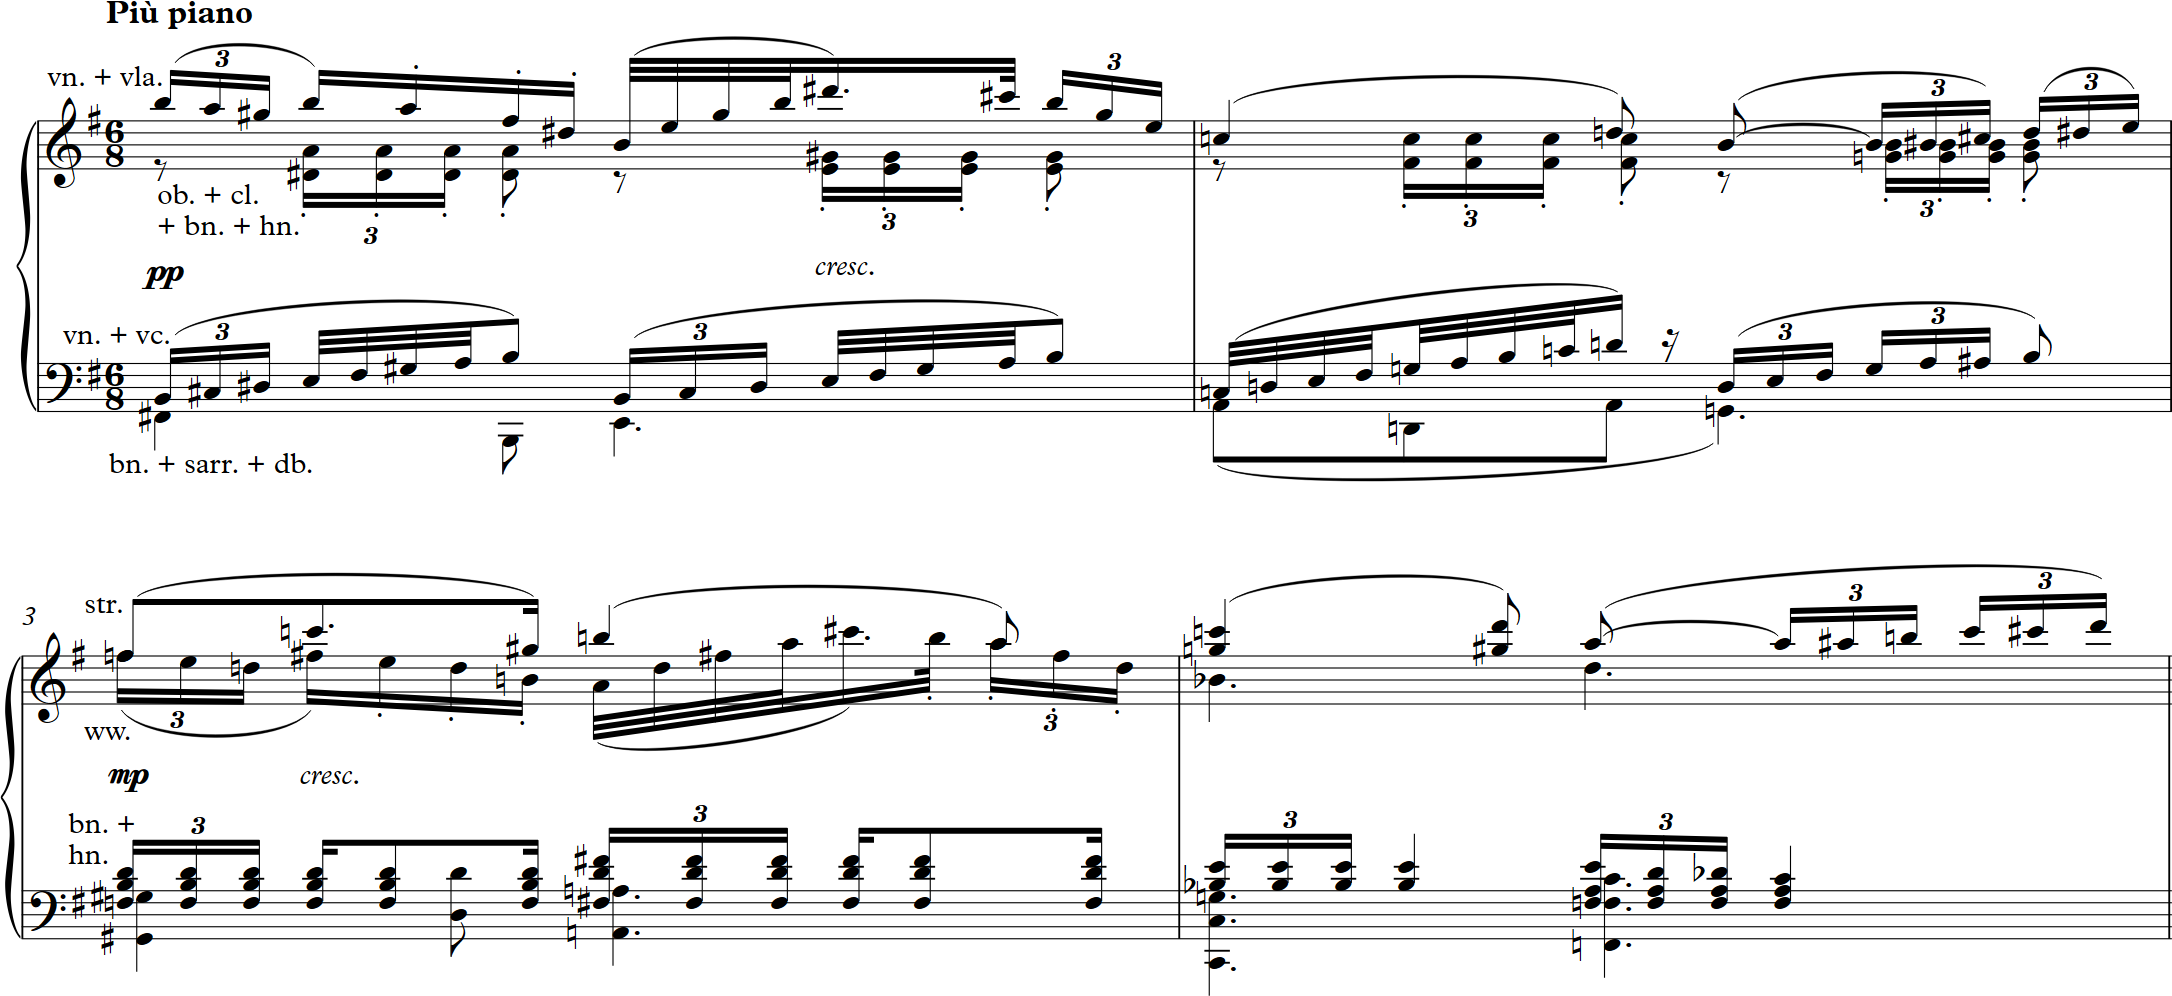 Più piano
vn. + vla.
3 3 3 3 3
6 8
ob. + cl.
+ bn. + hn.
3 3 3 3
pp cresc.
vn. + vc.
3 3 3 3
6 8
bn. + sarr. + db.
3
str.
3 3
3 3
ww.
mp cresc.
bn. +
hn.
3 3 3 3